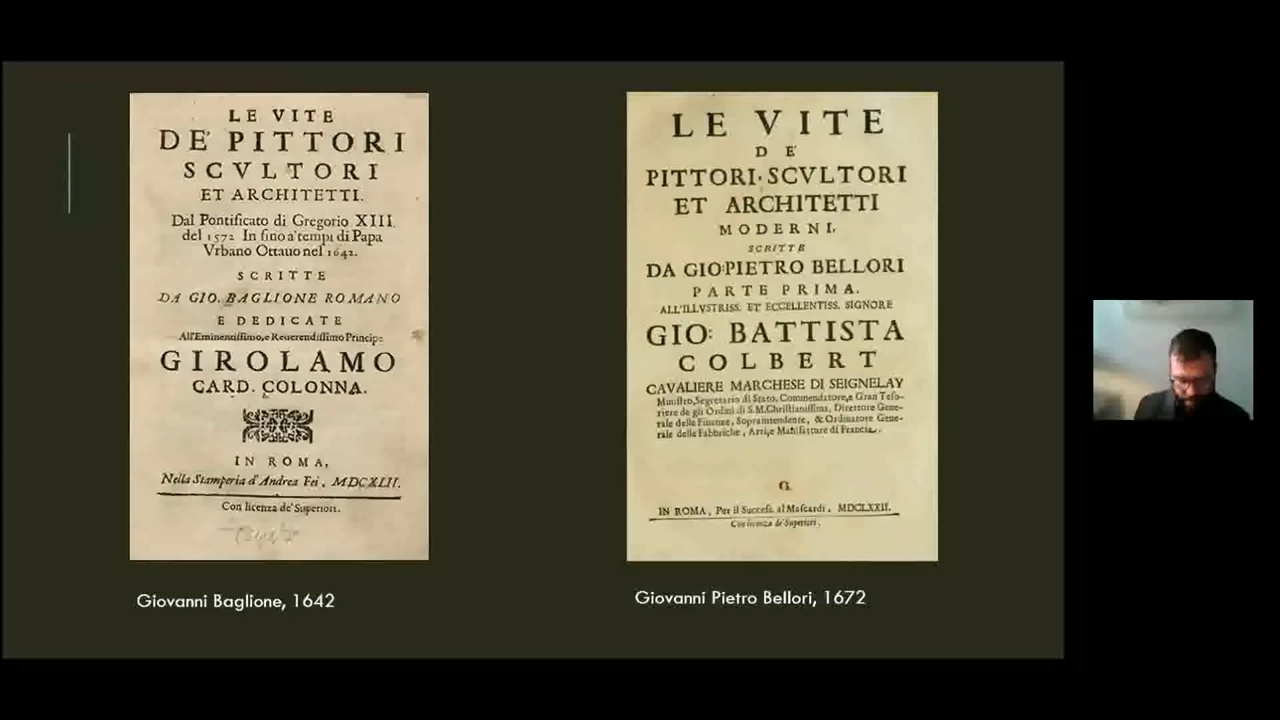 LE VITE
DE' PITTORI
SCVLTORI
ET ARCHITETTI.
Dal Pontificato di Gregorio XIII.
del 1572. In fino a' tempi di Papa
Vrbano Ottauo nel 1642.
SCRITTE
DA GIO. BAGLIONE ROMANO
E DEDICATE
All'Eminentissimo, e Reuerendissimo Principe
GIROLAMO
CARD. COLONNA.
IN ROMA,
Nella Stamperia d'Andrea Fei, MDCXLII.
Con licenza de' Superiori.
Giovanni Baglione, 1642
LE VITE
DE'
PITTORI, SCVLTORI
ET ARCHITETTI
MODERNI,
SCRITTE
DA GIO: PIETRO BELLORI
PARTE PRIMA.
ALL'ILLVSTRISS. ET ECCELLENTISS. SIGNORE
GIO: BATTISTA
COLBERT
CAVALIERE MARCHESE DI SEIGNELAY
Ministro, Segretario di Stato, Commendatore, e Gran Teso-
riere de gli Ordini di S.M. Christianissima, Direttore Gene-
rale delle Finanze, Sopraintendente, & Ordinatore Gene-
rale delle Fabbriche, Arti, e Manifatture di Francia.
G.
IN ROMA, Per il Success. al Mascardi, MDCLXXII.
Con licenza de' Superiori.
Giovanni Pietro Bellori, 1672